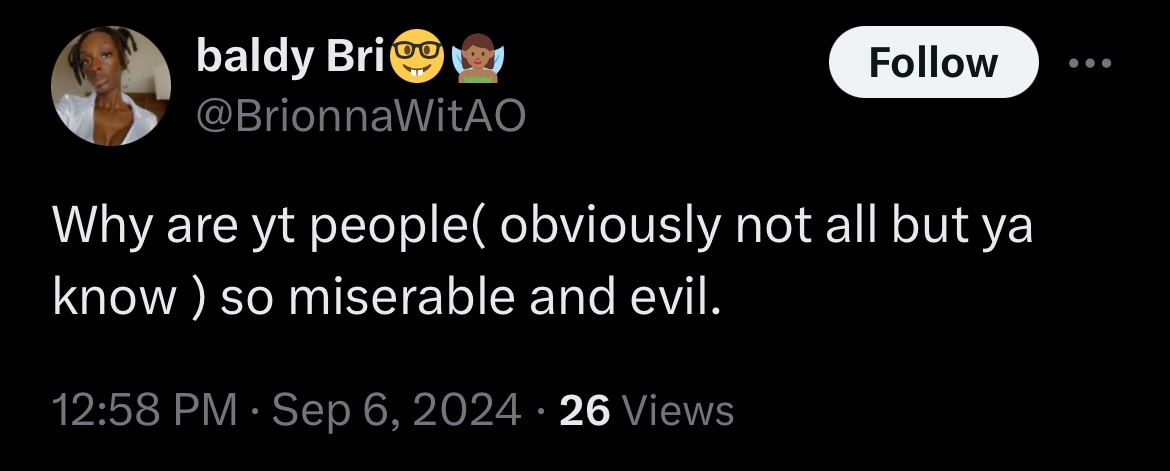 baldy Bri🤓🧚🏽‍♀️
Follow
@BrionnaWitAO
Why are yt people( obviously not all but ya
know ) so miserable and evil.
12:58 PM · Sep 6, 2024 · 26 Views